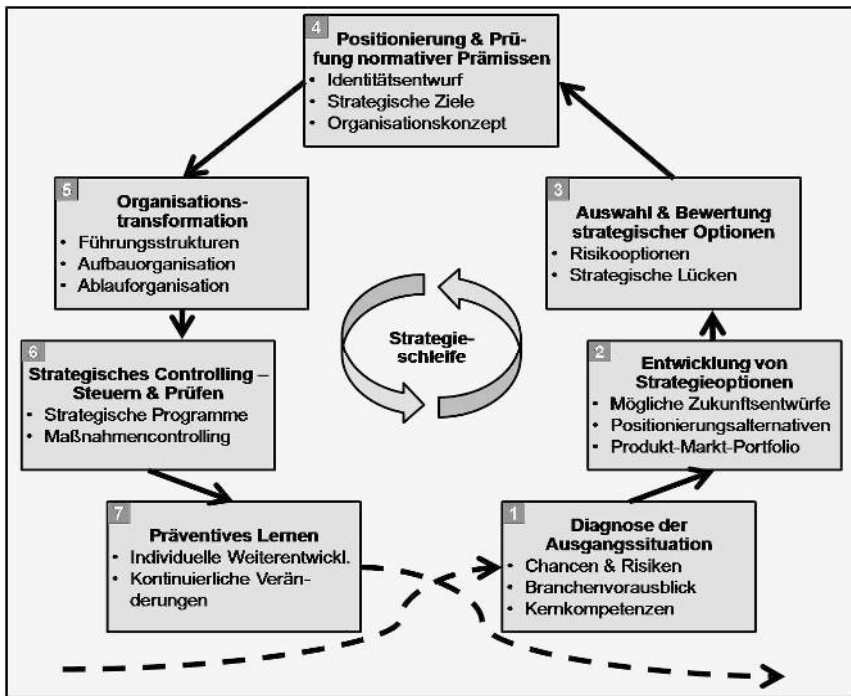 4
Positionierung & Prü-
fung normativer Prämissen
• Identitätsentwurf
• Strategische Ziele
• Organisationskonzept
5
Organisations-
transformation
• Führungsstrukturen
• Aufbauorganisation
• Ablauforganisation
3
Auswahl & Bewertung
strategischer Optionen
• Risikooptionen
• Strategische Lücken
Strategie-
schleife
6
Strategisches Controlling –
Steuern & Prüfen
• Strategische Programme
• Maßnahmencontrolling
2
Entwicklung von
Strategieoptionen
• Mögliche Zukunftsentwürfe
• Positionierungsalternativen
• Produkt-Markt-Portfolio
7
Präventives Lernen
• Individuelle Weiterentwickl.
• Kontinuierliche Verän-
derungen
1
Diagnose der
Ausgangssituation
• Chancen & Risiken
• Branchenvorausblick
• Kernkompetenzen